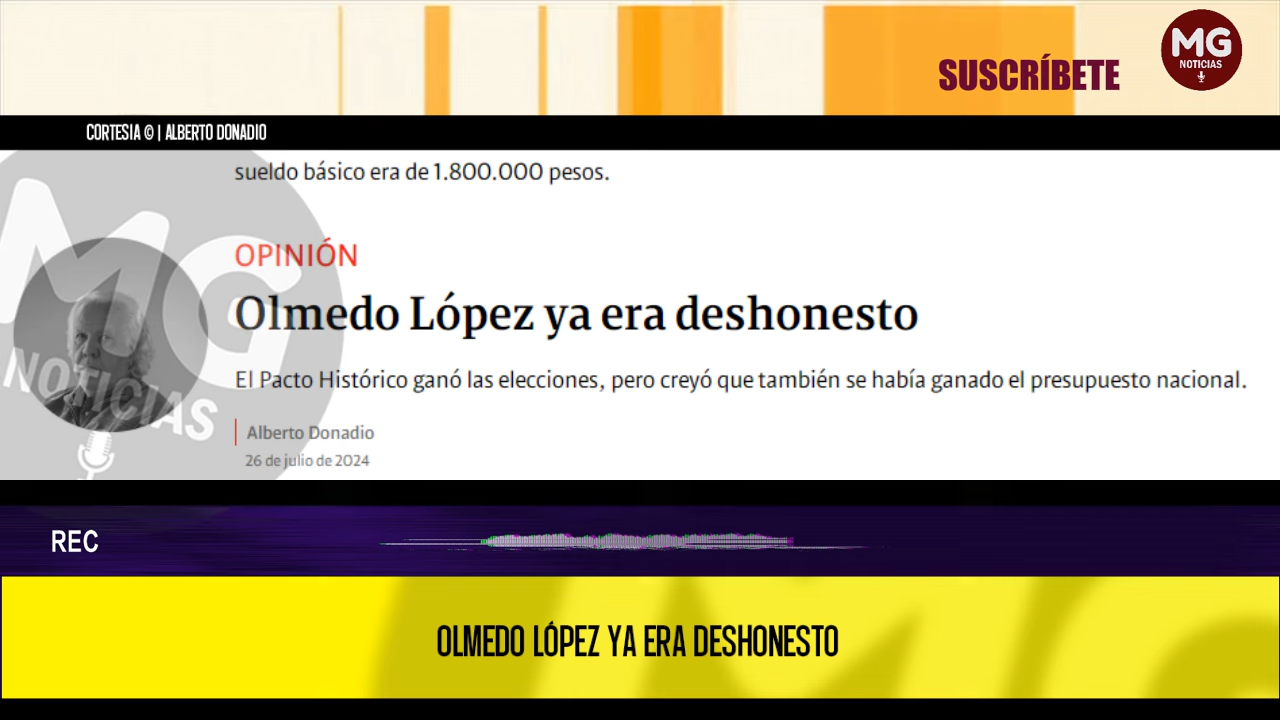 SUSCRÍBETE
MG
NOTICIAS
CORTESIA © | ALBERTO DONADIO
sueldo básico era de 1.800.000 pesos.
OPINIÓN
Olmedo López ya era deshonesto
El Pacto Histórico ganó las elecciones, pero creyó que también se había ganado el presupuesto nacional.
Alberto Donadio
26 de julio de 2024
MG
NOTICIAS
REC
OLMEDO LÓPEZ YA ERA DESHONESTO